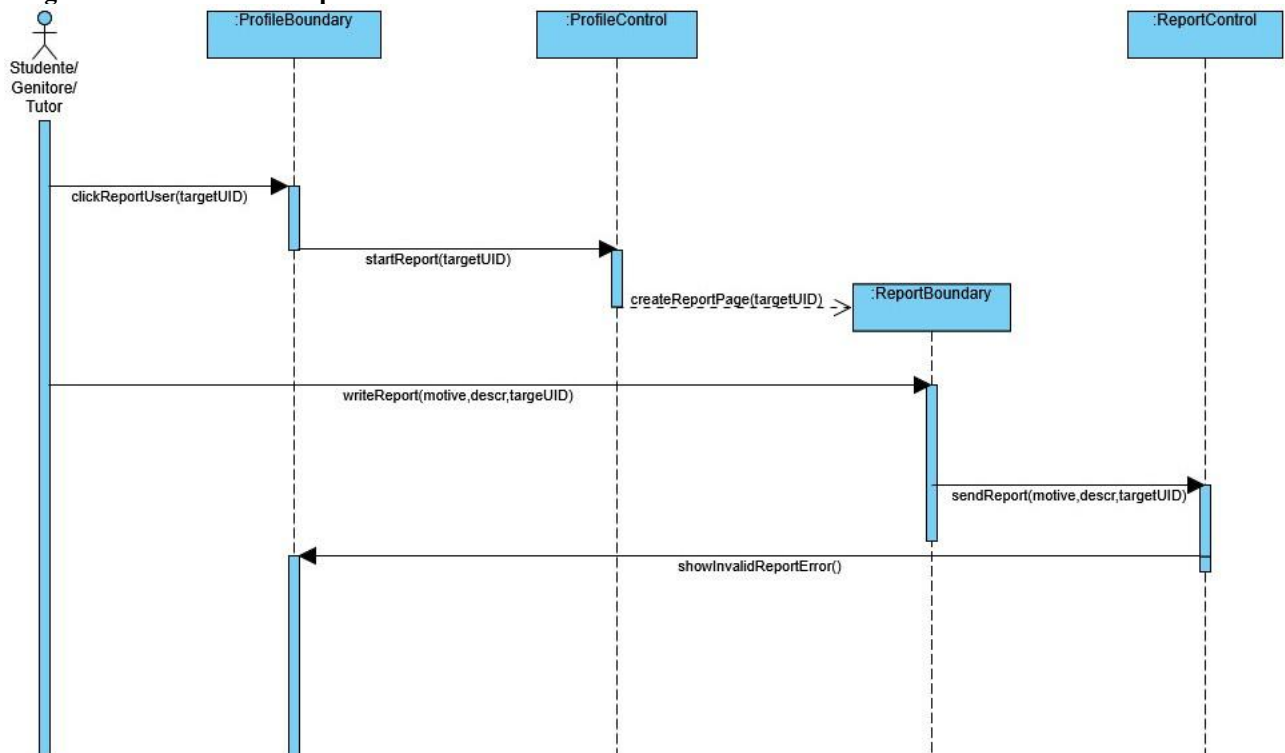 :ProfileBoundary
:ProfileControl
:ReportControl
Studente/
Genitore/
Tutor
clickReportUser(targetUID)
startReport(targetUID)
createReportPage(targetUID)
:ReportBoundary
writeReport(motive,descr,targeUID)
sendReport(motive,descr,targetUID)
showInvalidReportError()